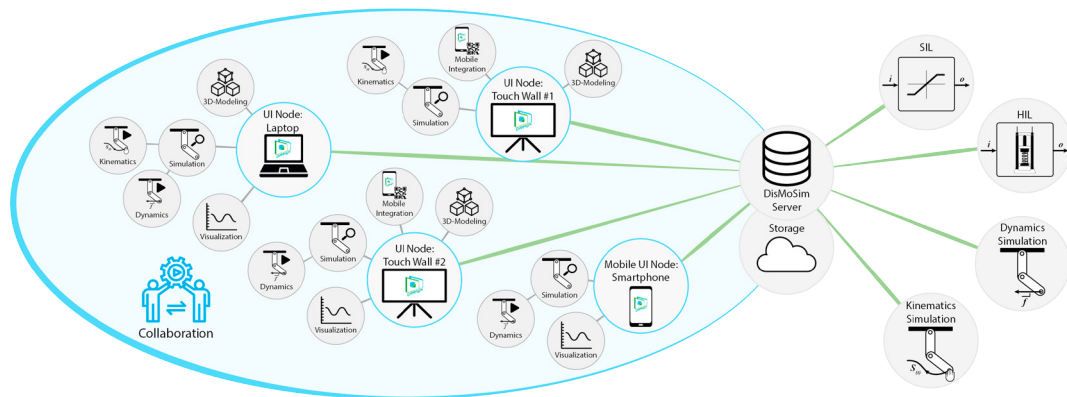 UI Node:
Laptop
3D-Modeling
Kinematics
Simulation
Dynamics
Visualization
UI Node:
Touch Wall #1
Mobile
Integration
Kinematics
Simulation
3D-Modeling
UI Node:
Touch Wall #2
Mobile
Integration
3D-Modeling
Simulation
Dynamics
Visualization
Mobile UI Node:
Smartphone
Simulation
Dynamics
Visualization
Collaboration
DisMoSim
Server
Storage
SIL
i
o
HIL
i
o
Dynamics
Simulation
f
Kinematics
Simulation